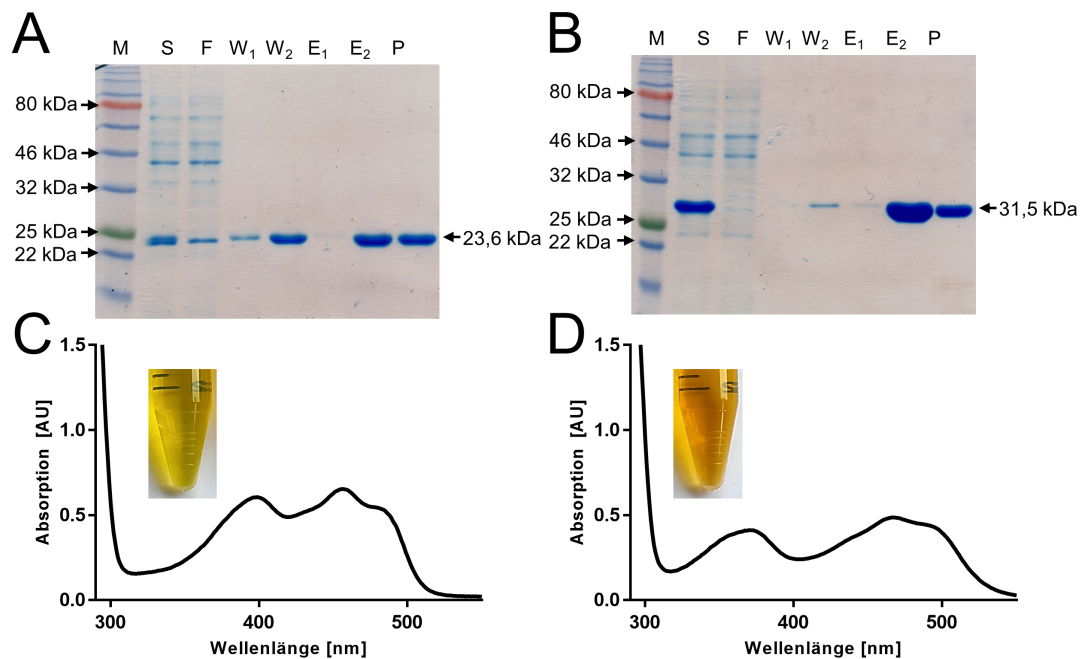 A
M S F W1 W2 E1 E2 P
80 kDa
46 kDa
32 kDa
25 kDa
22 kDa
23,6 kDa
B
M S F W1 W2 E1 E2 P
80 kDa
46 kDa
32 kDa
25 kDa
22 kDa
31,5 kDa
C
Absorption [AU]
1.5
1.0
0.5
0.0
300 400 500
Wellenlänge [nm]
D
Absorption [AU]
1.5
1.0
0.5
0.0
300 400 500
Wellenlänge [nm]